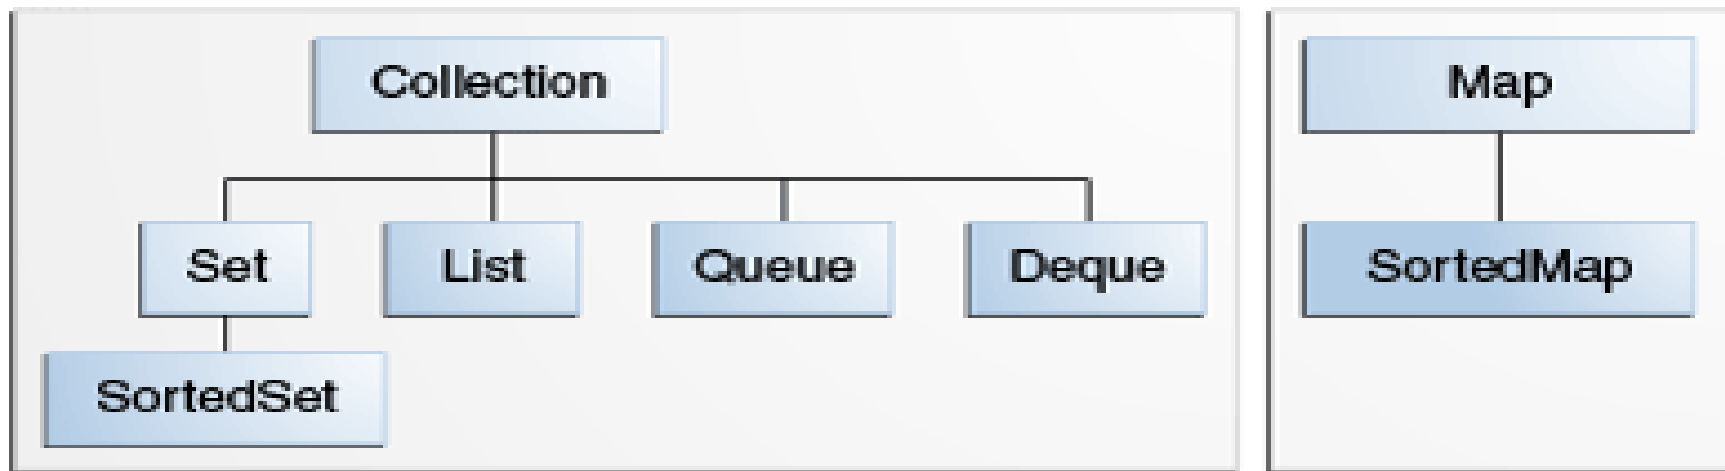 Collection
Map
Set
List
Queue
Deque
SortedMap
SortedSet